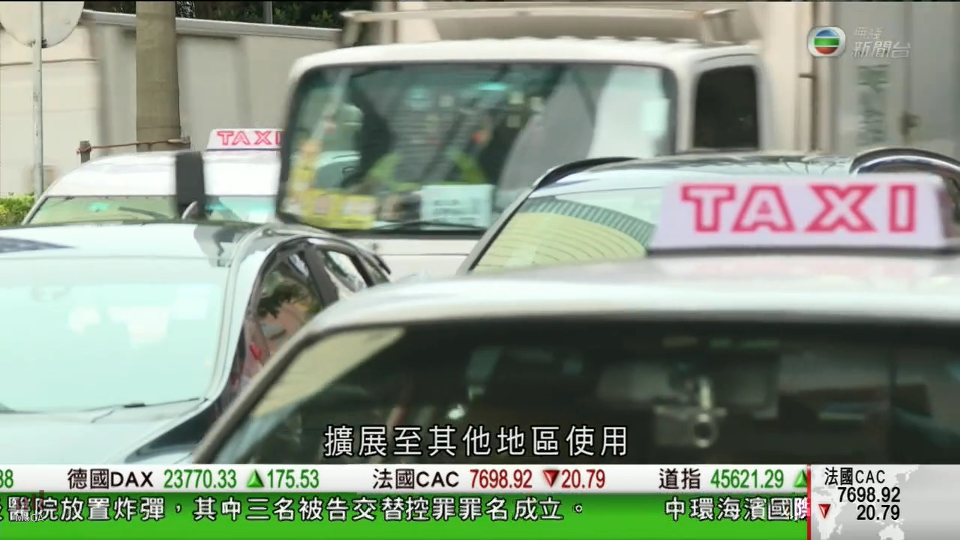 無綫
新聞台
TAXI
TAXI
擴展至其他地區使用
38 德國DAX 23770.33 ▲175.53 法國CAC 7698.92 ▼20.79 道指 45621.29 ▲
醫院放置炸彈，其中三名被告交替控罪罪名成立。 中環海濱國際
法國CAC
7698.92
▼ 20.79